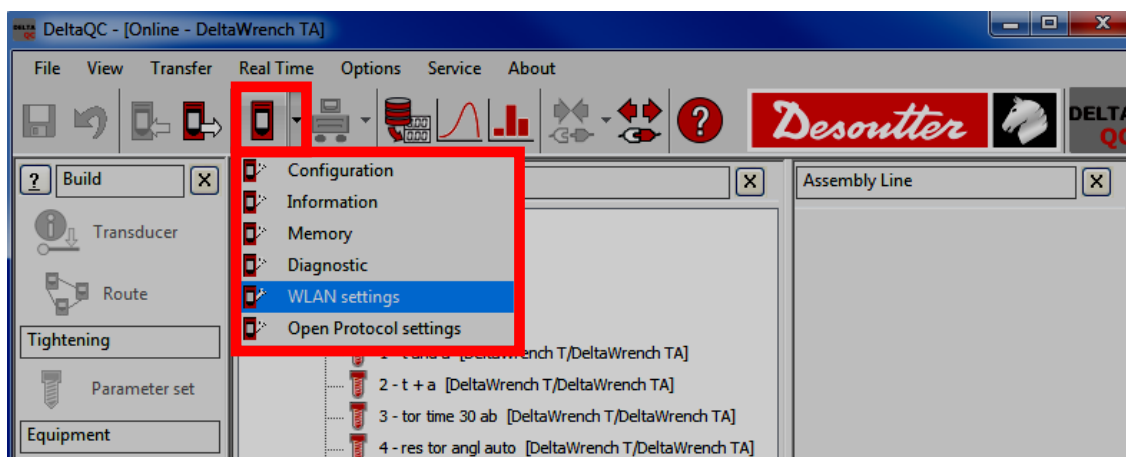 DeltaQC - [Online - DeltaWrench TA]
File View Transfer Real Time Options Service About
? Desoutter DELTA
QC
? Build X X Assembly Line X
Configuration
Information
Transducer Memory
Diagnostic
Route WLAN settings
Open Protocol settings
Tightening
[DeltaWrench T/DeltaWrench TA]
Parameter set 2 - t + a [DeltaWrench T/DeltaWrench TA]
3 - tor time 30 ab [DeltaWrench T/DeltaWrench TA]
Equipment
4 - res tor angl auto [DeltaWrench T/DeltaWrench TA]